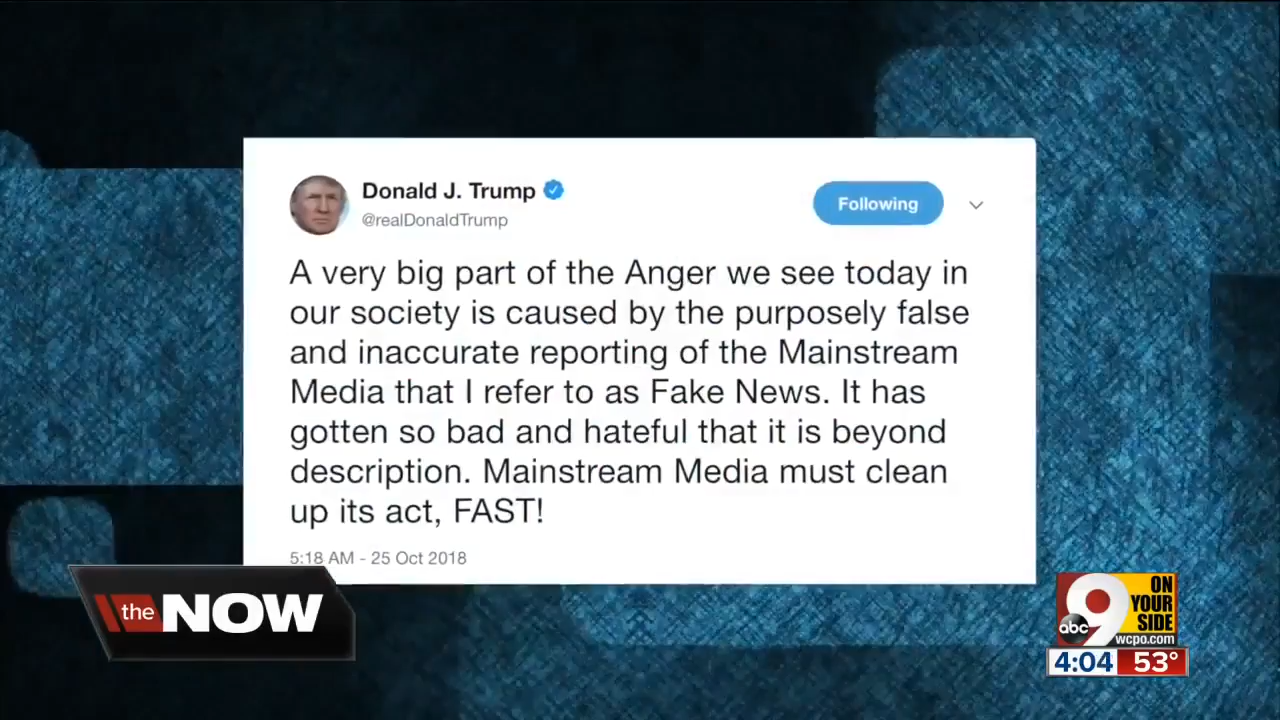 Donald J. Trump
@realDonaldTrump
Following
A very big part of the Anger we see today in
our society is caused by the purposely false
and inaccurate reporting of the Mainstream
Media that I refer to as Fake News. It has
gotten so bad and hateful that it is beyond
description. Mainstream Media must clean
up its act, FAST!
5:18 AM - 25 Oct 2018
the NOW
abc 9
ON
YOUR
SIDE
wcpo.com
4:04 53°